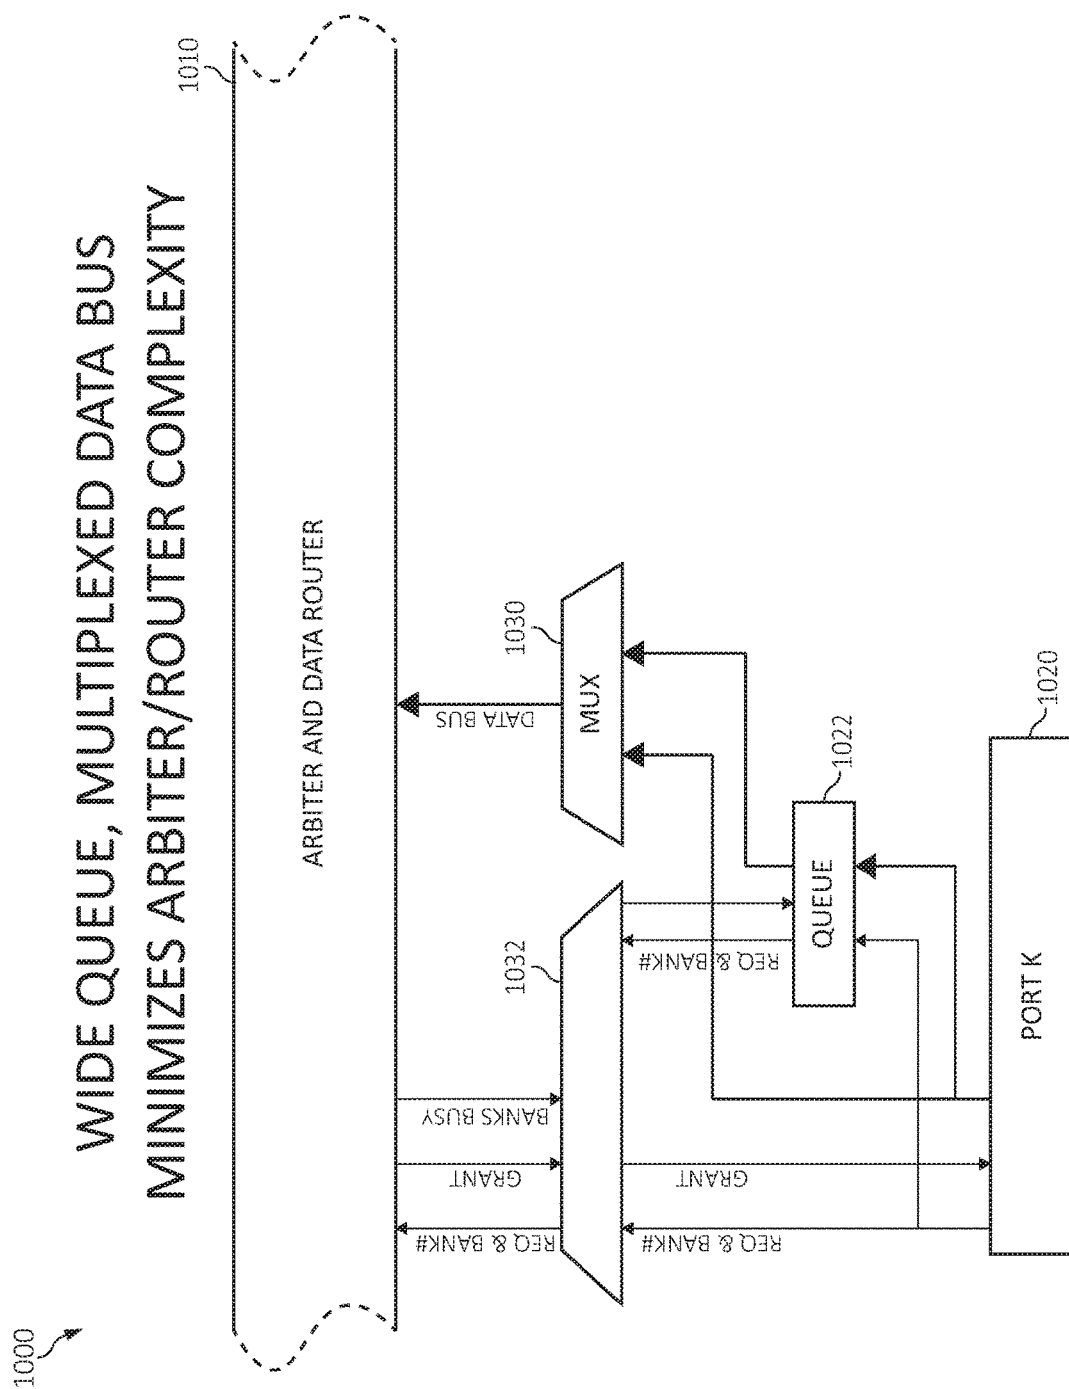 1000
WIDE QUEUE, MULTIPLEXED DATA BUS
MINIMIZES ARBITER/ROUTER COMPLEXITY
1010
ARBITER AND DATA ROUTER
REQ & BANK#
GRANT
BANKS BUSY
DATA BUS
1032
1030
MUX
REQ & BANK#
GRANT
REQ & BANK#
QUEUE
1022
PORT K
1020